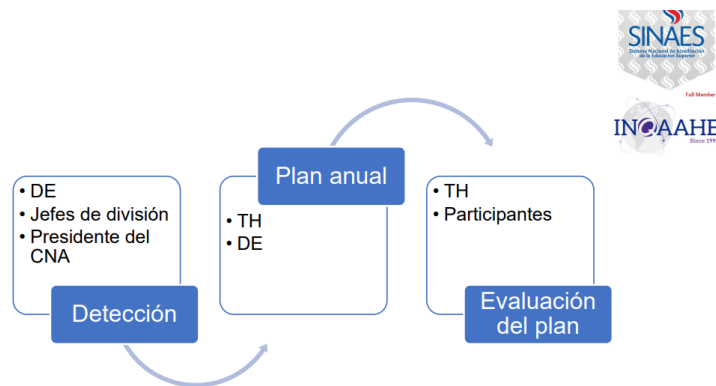 SINAES
Sistema Nacional de Acreditación
de la Educación Superior
Full Member
INQAAHE
Since 199
Plan anual
• DE
• Jefes de división
• Presidente del
CNA
• TH
• DE
• TH
• Participantes
Detección
Evaluación
del plan